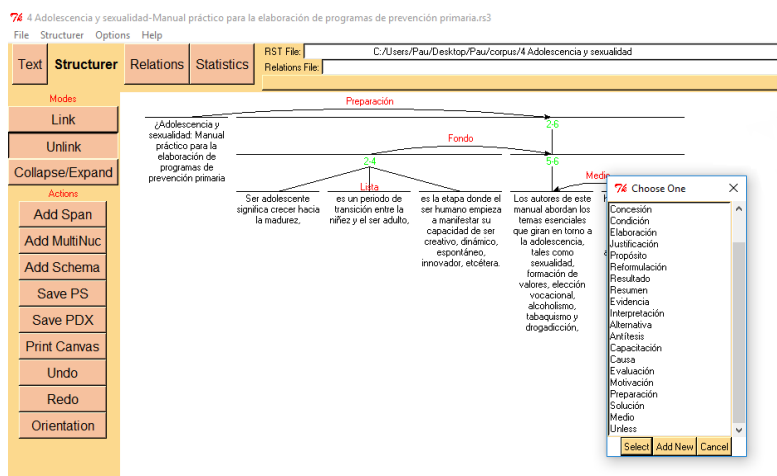 4 Adolescencia y sexualidad-Manual práctico para la elaboración de programas de prevención primaria.rs3
File Structurer Options Help
Text Structurer Relations Statistics
RST File: C:/Users/Pau/Desktop/Pau/corpus/4 Adolescencia y sexualidad
Relations File:
Modes
Link
Unlink
Collapse/Expand
Actions
Add Span
Add MultiNuc
Add Schema
Save PS
Save PDX
Print Canvas
Undo
Redo
Orientation
Preparación
¿Adolescencia y
sexualidad: Manual
práctico para la
elaboración de
programas de
prevención primaria
2-6
Fondo
2-4
5-6
Lista
Medio
Ser adolescente
significa crecer hacia
la madurez,
es un periodo de
transición entre la
niñez y el ser adulto,
es la etapa donde el
ser humano empieza
a manifestar su
capacidad de ser
creativo, dinámico,
espontáneo,
innovador, etcétera.
Los autores de este
manual abordan los
temas esenciales
que giran en torno a
la adolescencia,
tales como
sexualidad,
formación de
valores, elección
vocacional,
alcoholismo,
tabaquismo y
drogadicción,
Choose One
Concesión
Condición
Elaboración
Justificación
Propósito
Reformulación
Resultado
Resumen
Evidencia
Interpretación
Alternativa
Antítesis
Capacitación
Causa
Evaluación
Motivación
Preparación
Solución
Medio
Unless
Select Add New Cancel